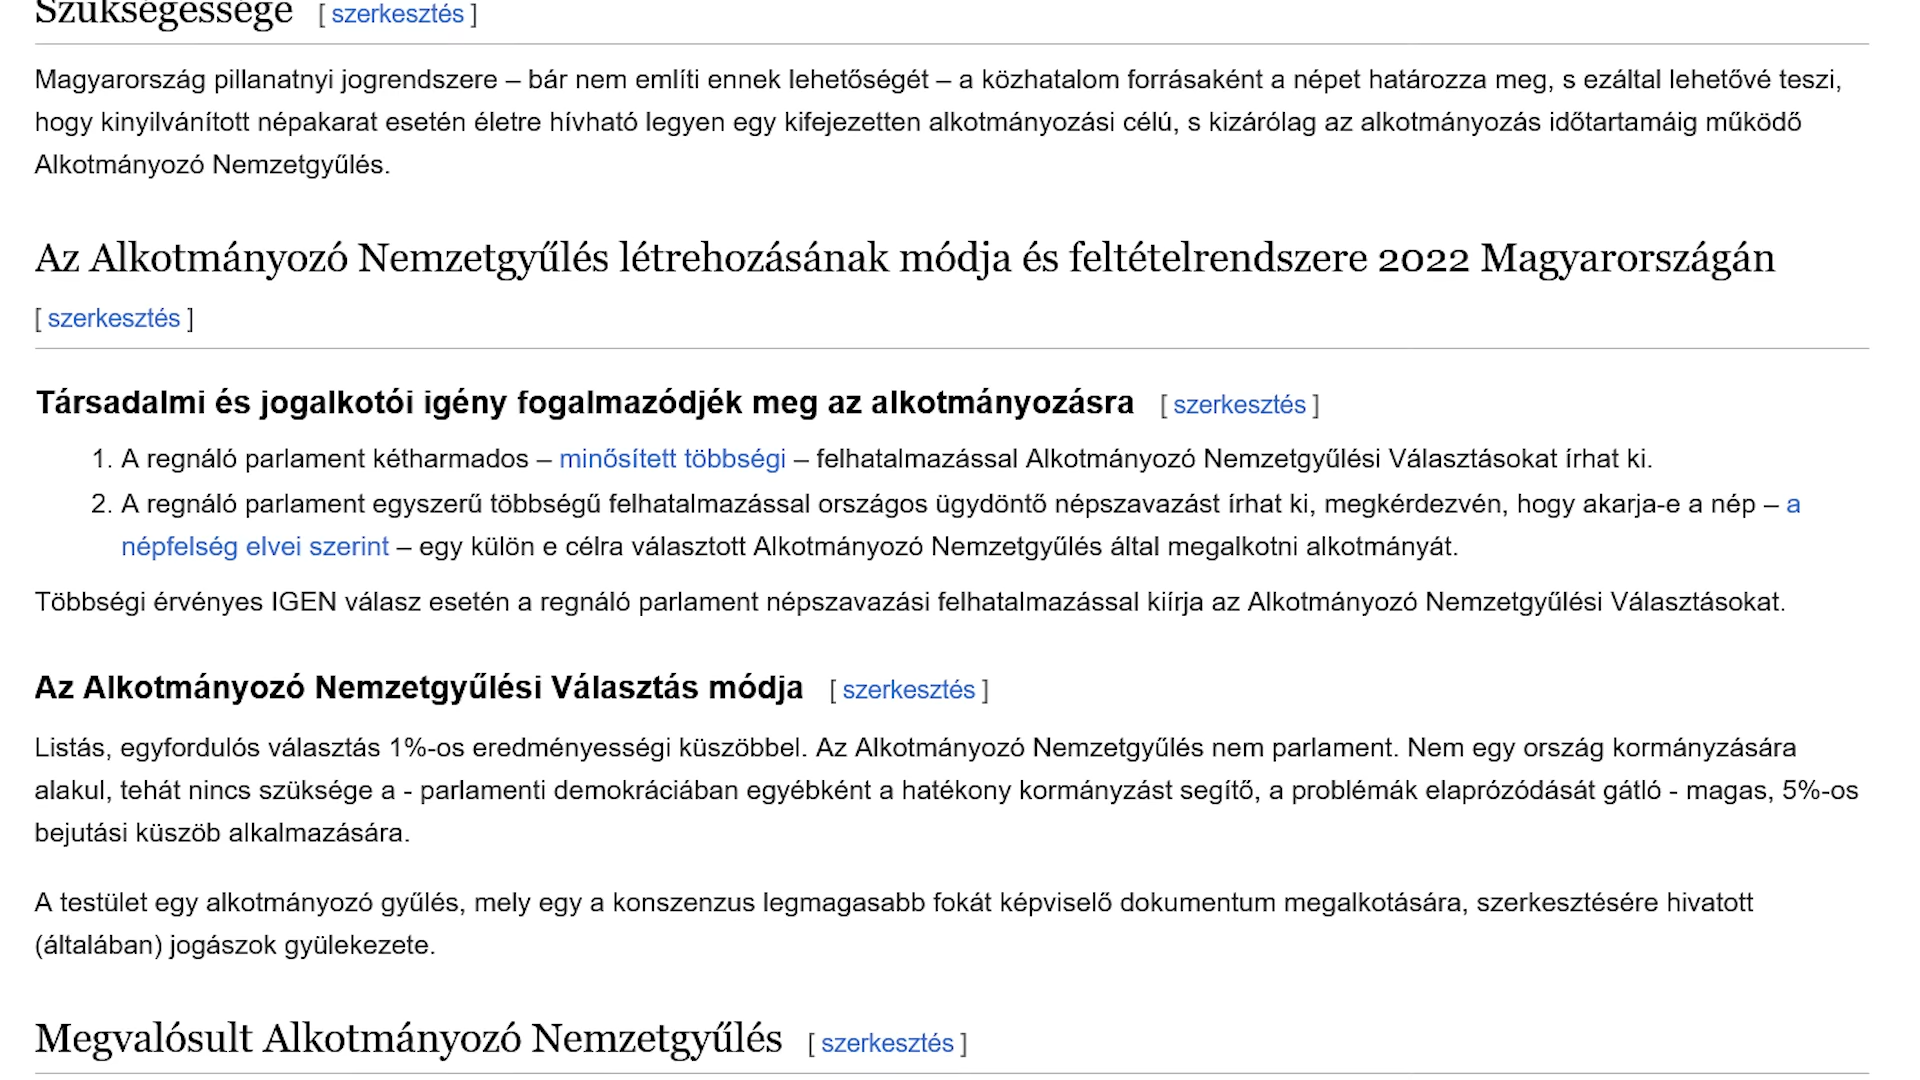 Szükségessége [ szerkesztés ]
Magyarország pillanatnyi jogrendszere – bár nem említi ennek lehetőségét – a közhatalom forrásaként a népet határozza meg, s ezáltal lehetővé teszi,
hogy kinyilvánított népakarat esetén életre hívható legyen egy kifejezetten alkotmányozási célú, s kizárólag az alkotmányozás időtartamáig működő
Alkotmányozó Nemzetgyűlés.
Az Alkotmányozó Nemzetgyűlés létrehozásának módja és feltételrendszere 2022 Magyarországán
[ szerkesztés ]
Társadalmi és jogalkotói igény fogalmazódjék meg az alkotmányozásra [ szerkesztés ]
1. A regnáló parlament kétharmados – minősített többségi – felhatalmazással Alkotmányozó Nemzetgyűlési Választásokat írhat ki.
2. A regnáló parlament egyszerű többségű felhatalmazással országos ügydöntő népszavazást írhat ki, megkérdezvén, hogy akarja-e a nép – a
népfelség elvei szerint – egy külön e célra választott Alkotmányozó Nemzetgyűlés által megalkotni alkotmányát.
Többségi érvényes IGEN válasz esetén a regnáló parlament népszavazási felhatalmazással kiírja az Alkotmányozó Nemzetgyűlési Választásokat.
Az Alkotmányozó Nemzetgyűlési Választás módja [ szerkesztés ]
Listás, egyfordulós választás 1%-os eredményességi küszöbbel. Az Alkotmányozó Nemzetgyűlés nem parlament. Nem egy ország kormányzására
alakul, tehát nincs szüksége a - parlamenti demokráciában egyébként a hatékony kormányzást segítő, a problémák elaprózódását gátló - magas, 5%-os
bejutási küszöb alkalmazására.
A testület egy alkotmányozó gyűlés, mely egy a konszenzus legmagasabb fokát képviselő dokumentum megalkotására, szerkesztésére hivatott
(általában) jogászok gyülekezete.
Megvalósult Alkotmányozó Nemzetgyűlés [ szerkesztés ]